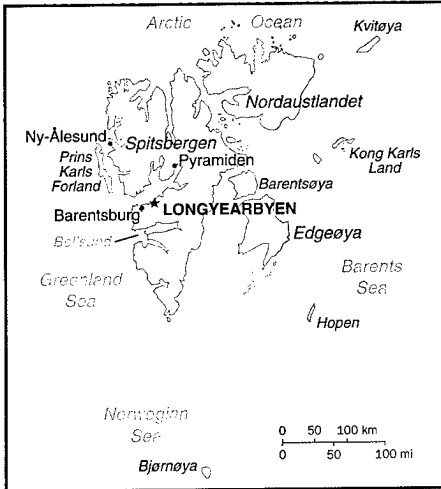 Arctic Ocean
Kvitøya
Nordaustlandet
Ny-Ålesund
Spitsbergen
Pyramiden
Prins
Karls
Forland
Kong Karls
Land
Barentsøya
Barentsburg
LONGYEARBYEN
Bellsund
Edgeøya
Greenland
Sea
Barents
Sea
Hopen
Norwegian
Sea
0 50 100 km
0 50 100 mi
Bjørnøya